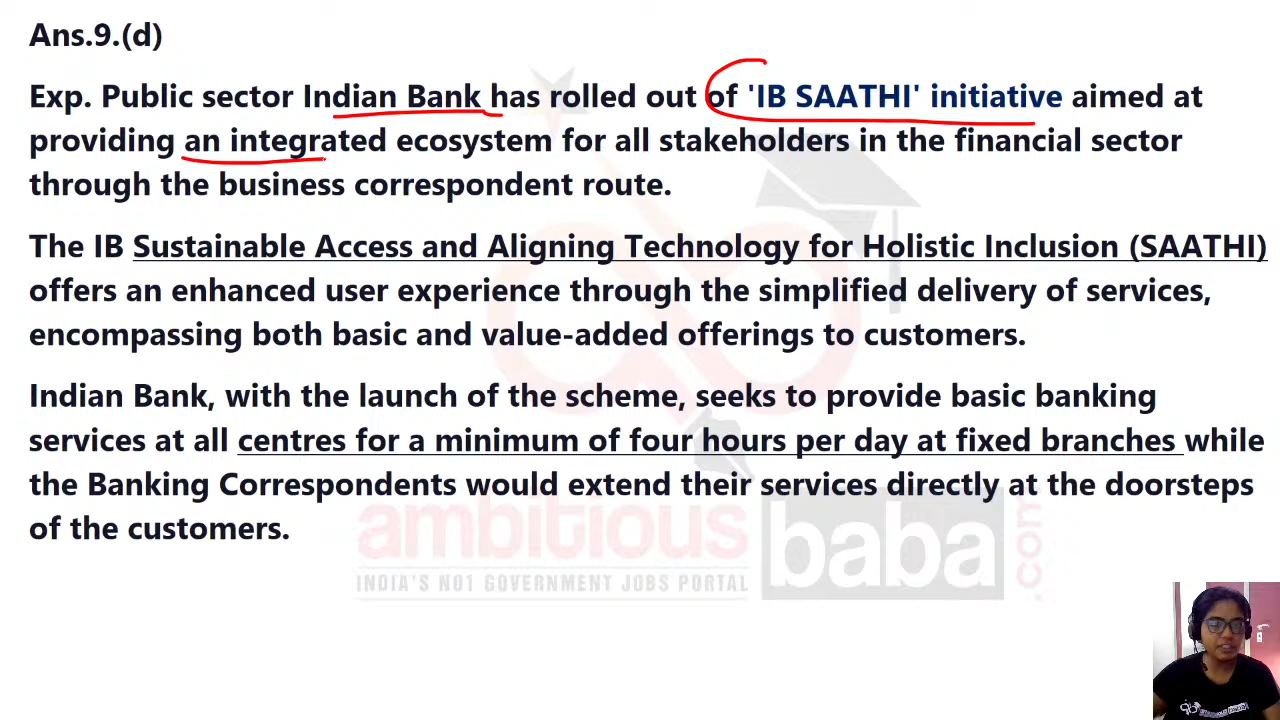 Ans.9.(d)
Exp. Public sector Indian Bank has rolled out of 'IB SAATHI' initiative aimed at
providing an integrated ecosystem for all stakeholders in the financial sector
through the business correspondent route.
The IB Sustainable Access and Aligning Technology for Holistic Inclusion (SAATHI)
offers an enhanced user experience through the simplified delivery of services,
encompassing both basic and value-added offerings to customers.
Indian Bank, with the launch of the scheme, seeks to provide basic banking
services at all centres for a minimum of four hours per day at fixed branches while
the Banking Correspondents would extend their services directly at the doorsteps
of the customers.
ambitious baba .com
INDIA'S NO1 GOVERNMENT JOBS PORTAL